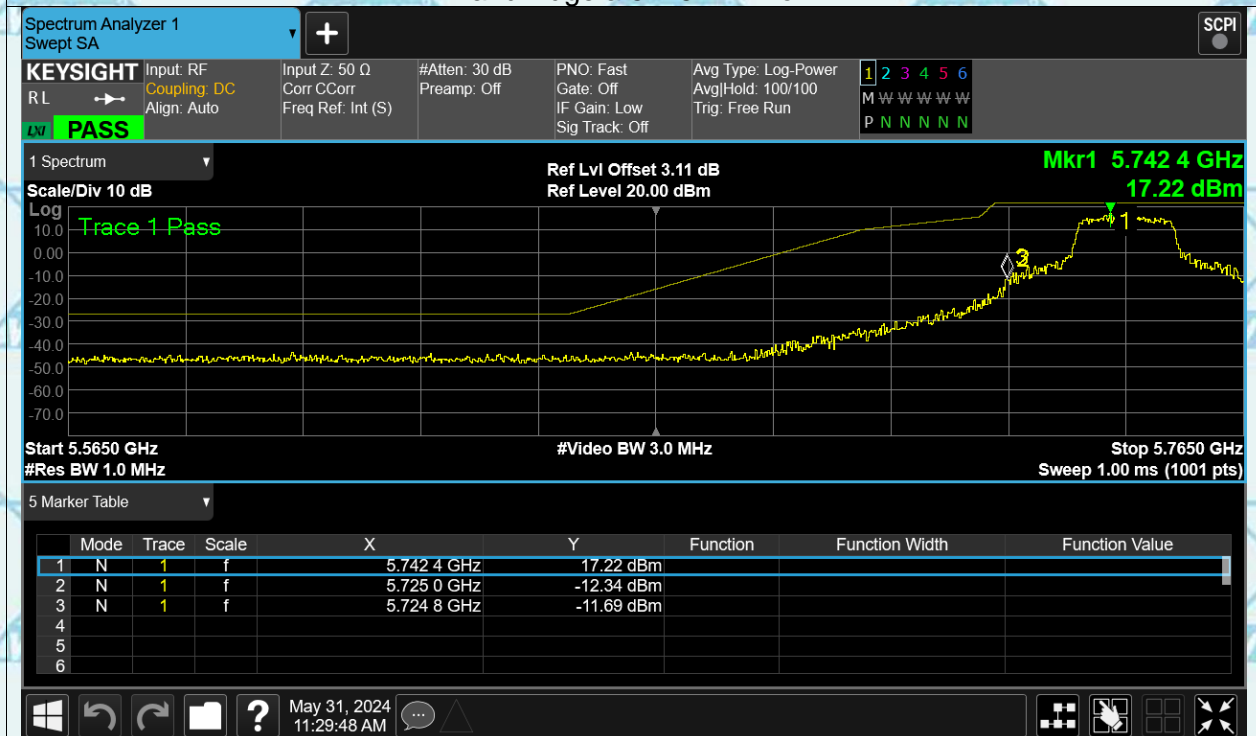 Spectrum Analyzer 1
Swept SA
+
SCPI
KEYSIGHT
RL
LXI PASS
Input: RF
Coupling: DC
Align: Auto
Input Z: 50 Ω
Corr CCorr
Freq Ref: Int (S)
#Atten: 30 dB
Preamp: Off
PNO: Fast
Gate: Off
IF Gain: Low
Sig Track: Off
Avg Type: Log-Power
Avg|Hold: 100/100
Trig: Free Run
1 2 3 4 5 6
M W W W W W
P N N N N N
1 Spectrum
Scale/Div 10 dB
Ref Lvl Offset 3.11 dB
Ref Level 20.00 dBm
Mkr1 5.742 4 GHz
17.22 dBm
Log
Trace 1 Pass
10.0
0.00
-10.0
-20.0
-30.0
-40.0
-50.0
-60.0
-70.0
1
Start 5.5650 GHz
#Res BW 1.0 MHz
#Video BW 3.0 MHz
Stop 5.7650 GHz
Sweep 1.00 ms (1001 pts)
5 Marker Table
Mode Trace Scale X Y Function Function Width Function Value
1 N 1 f 5.742 4 GHz 17.22 dBm
2 N 1 f 5.725 0 GHz -12.34 dBm
3 N 1 f 5.724 8 GHz -11.69 dBm
4
5
6
?
May 31, 2024
11:29:48 AM